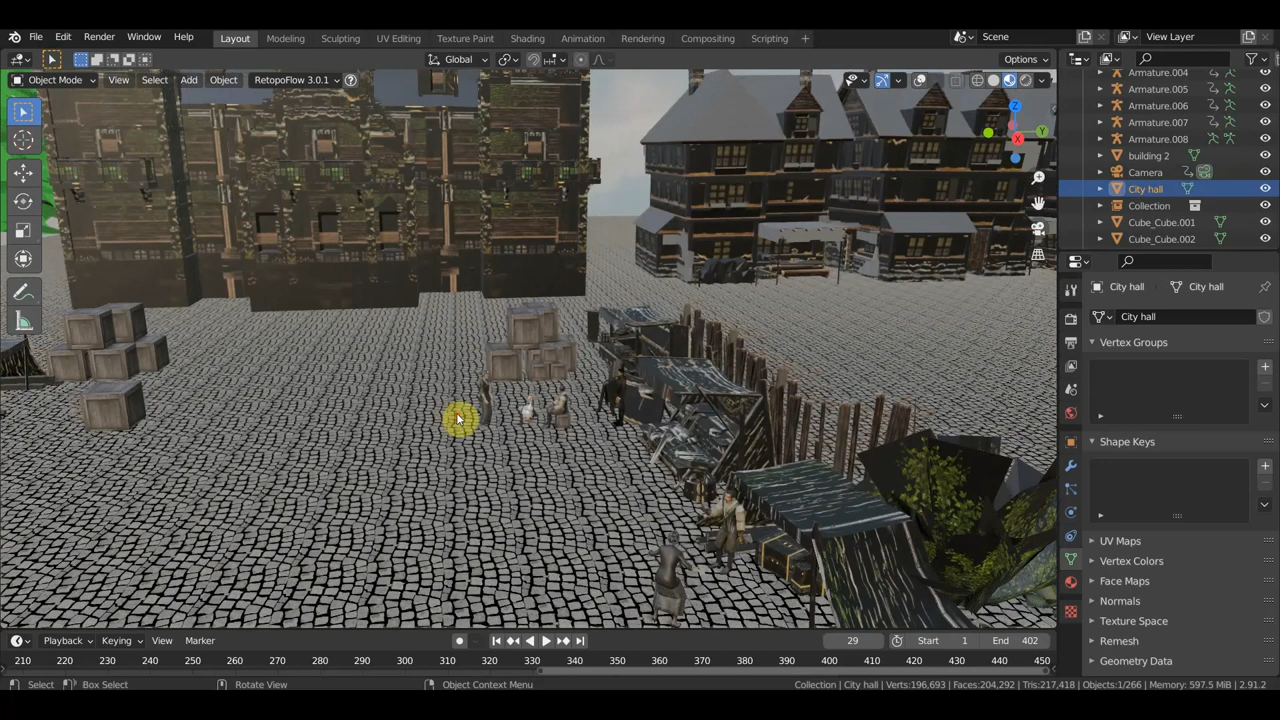 File Edit Render Window Help Layout Modeling Sculpting UV Editing Texture Paint Shading Animation Rendering Compositing Scripting + Scene View Layer
Global Options
Object Mode View Select Add Object RetopoFlow 3.0.1
Armature.004
Armature.005
Armature.006
Armature.007
Armature.008
building 2
Camera
City hall
Collection
Cube_Cube.001
Cube_Cube.002
Z
Y
X
City hall City hall
City hall
Vertex Groups
Shape Keys
UV Maps
Vertex Colors
Face Maps
Normals
Texture Space
Remesh
Geometry Data
Playback Keying View Marker 29 Start 1 End 402
210 220 230 240 250 260 270 280 290 300 310 320 330 340 350 360 370 380 390 400 410 420 430 440 450
Select Box Select Rotate View Object Context Menu Collection | City hall | Verts:196,693 | Faces:204,292 | Tris:217,418 | Objects:1/266 | Memory: 597.5 MiB | 2.91.2